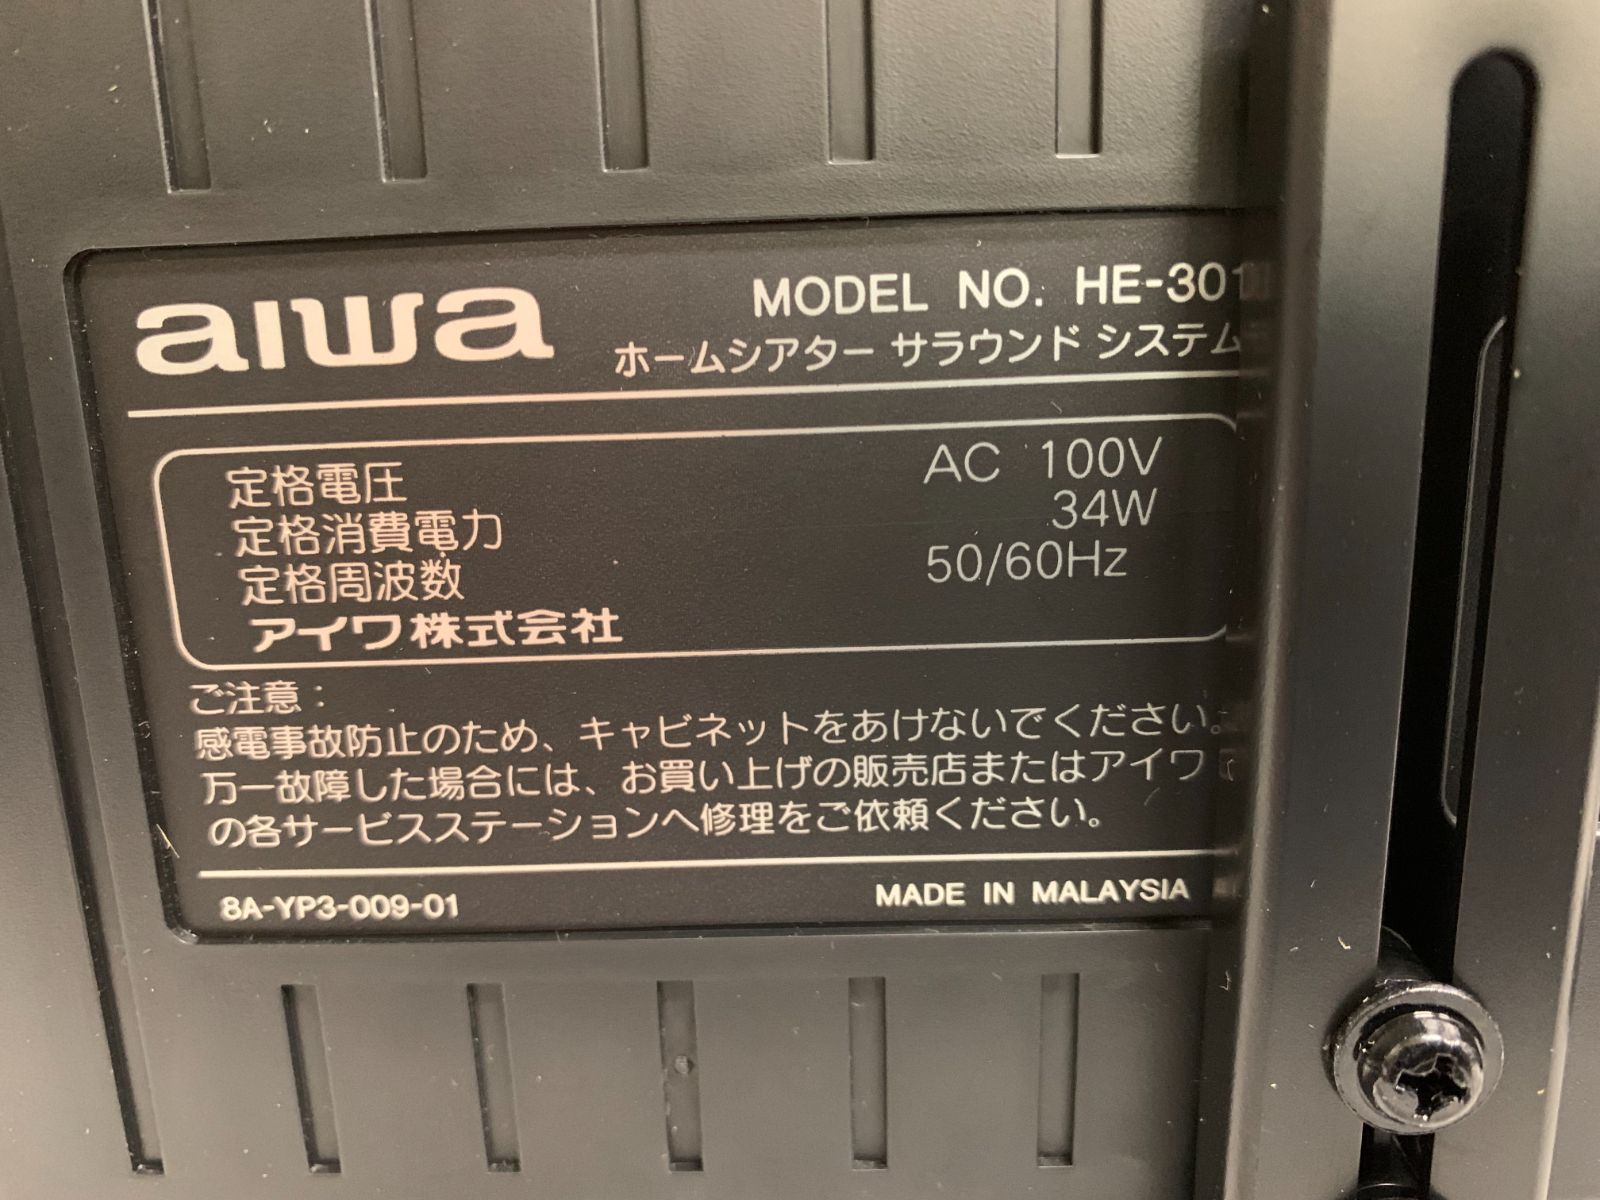 aiwa
MODEL NO. HE-301
ホームシアター サラウンド システム
定格電圧 AC 100V
定格消費電力 34W
定格周波数 50/60Hz
アイワ株式会社
ご注意：
感電事故防止のため、キャビネットをあけないでください。
万一故障した場合には、お買い上げの販売店またはアイワ
の各サービスステーションへ修理をご依頼ください。
8A-YP3-009-01 MADE IN MALAYSIA